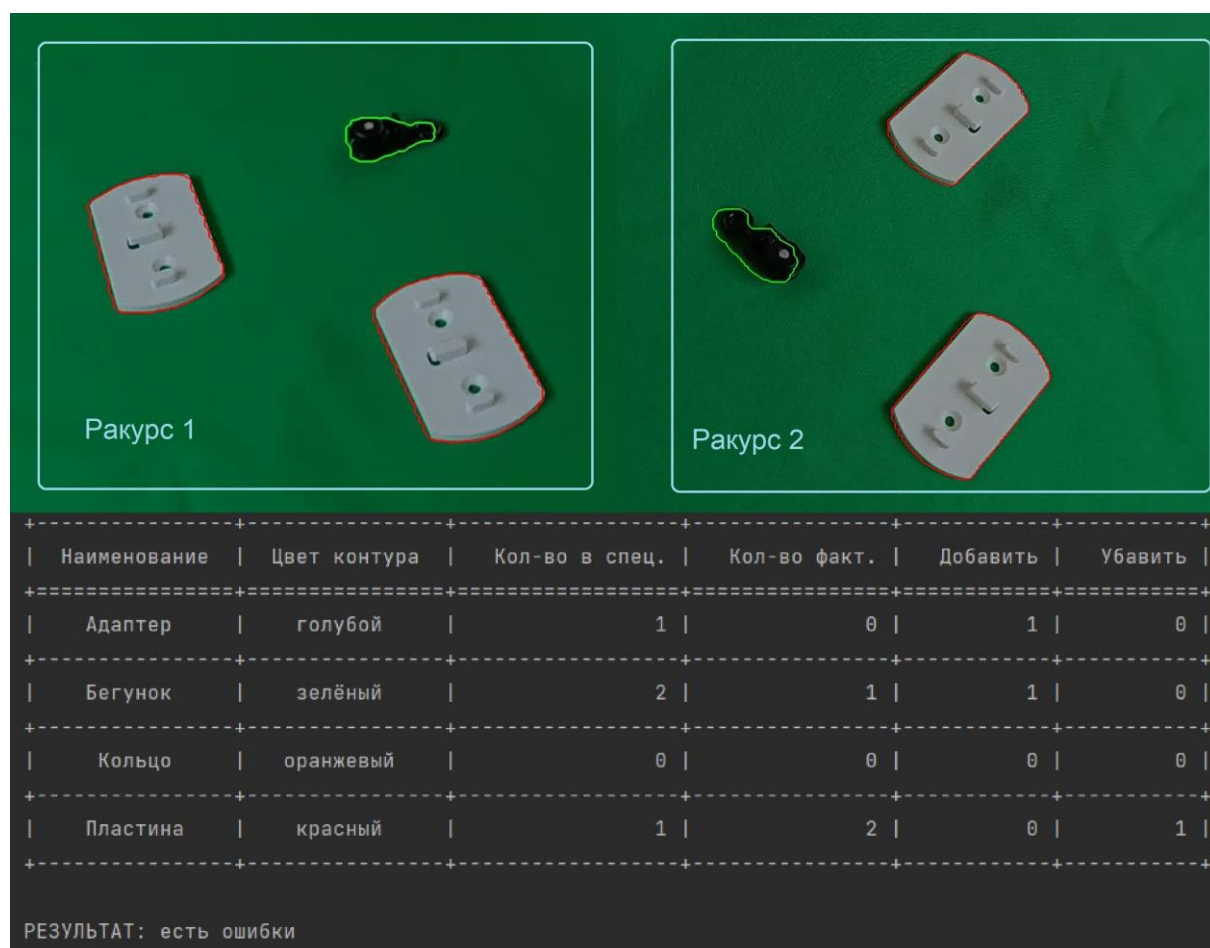 Ракурс 1
Ракурс 2
| Наименование | Цвет контура | Кол-во в спец. | Кол-во факт. | Добавить | Убавить |
| Адаптер | голубой | 1 | 0 | 1 | 0 |
| Бегунок | зелёный | 2 | 1 | 1 | 0 |
| Кольцо | оранжевый | 0 | 0 | 0 | 0 |
| Пластина | красный | 1 | 2 | 0 | 1 |
РЕЗУЛЬТАТ: есть ошибки